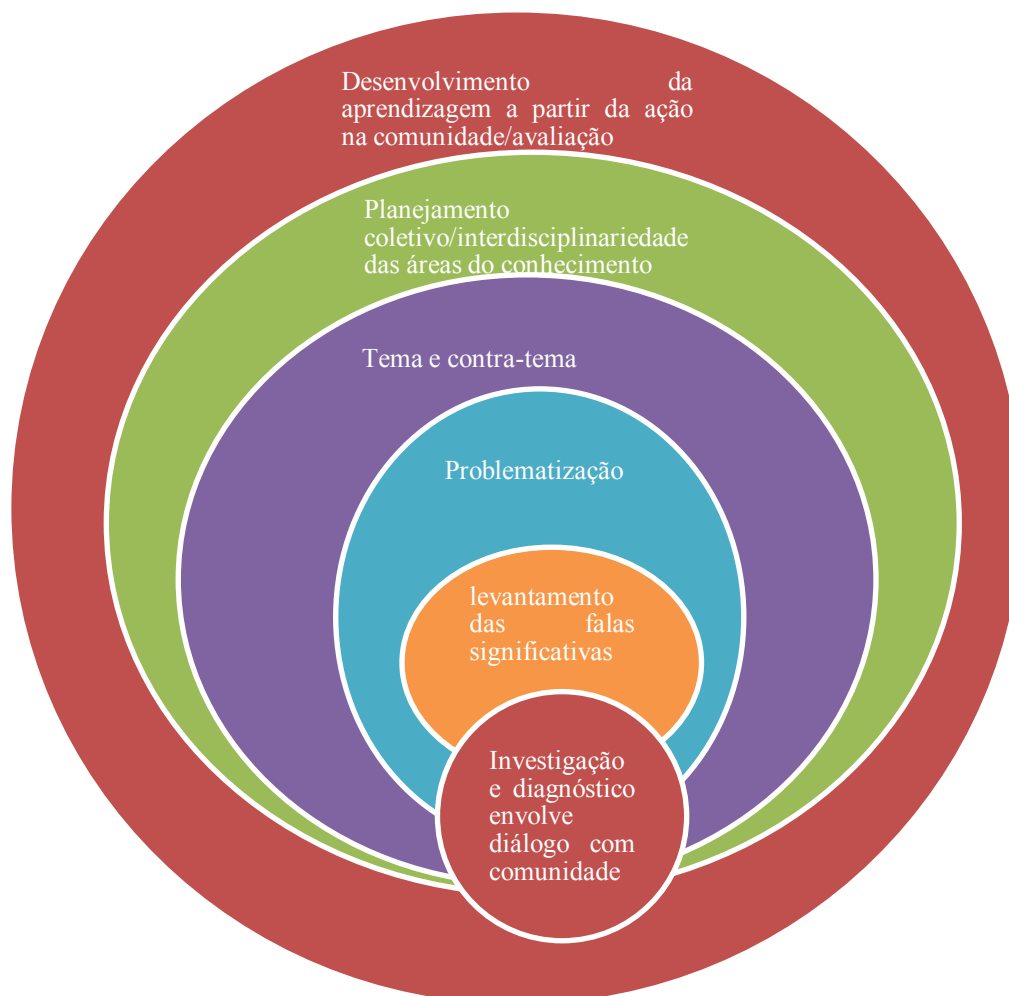 Desenvolvimento da
aprendizagem a partir da ação
na comunidade/avaliação
Planejamento
coletivo/interdisciplinariedade
das áreas do conhecimento
Tema e contra-tema
Problematização
levantamento
das falas
significativas
Investigação
e diagnóstico
envolve
diálogo com
comunidade